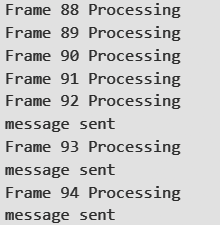 Frame 88 Processing
Frame 89 Processing
Frame 90 Processing
Frame 91 Processing
Frame 92 Processing
message sent
Frame 93 Processing
message sent
Frame 94 Processing
message sent